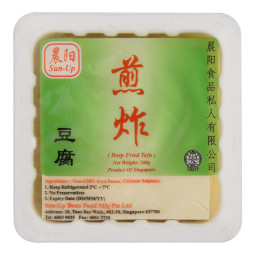 晨阳
Sun-Up
煎炸
豆腐
晨阳食品私人有限公司
( Deep Fried Tofu )
Net Weight: 100g
Product Of Singapore
Ingredients : Non-GMO Soya Beans, Calcium Sulphate.
1. Keep Refrigerated 2°C ~ 7°C
2. No Preservatives
3. Expiry Date (DD/MM/YY)
Sun-Up Bean Food Mfg Pte Ltd